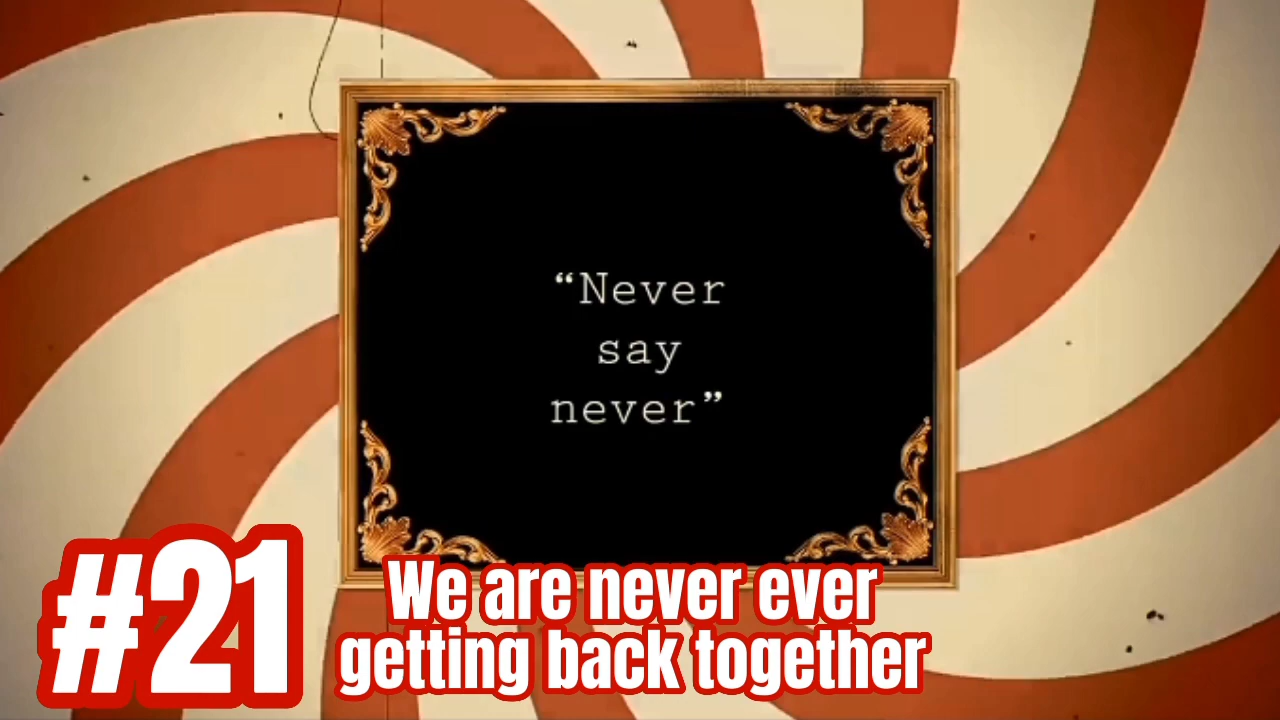 “Never
say
never”
#21
We are never ever
getting back together